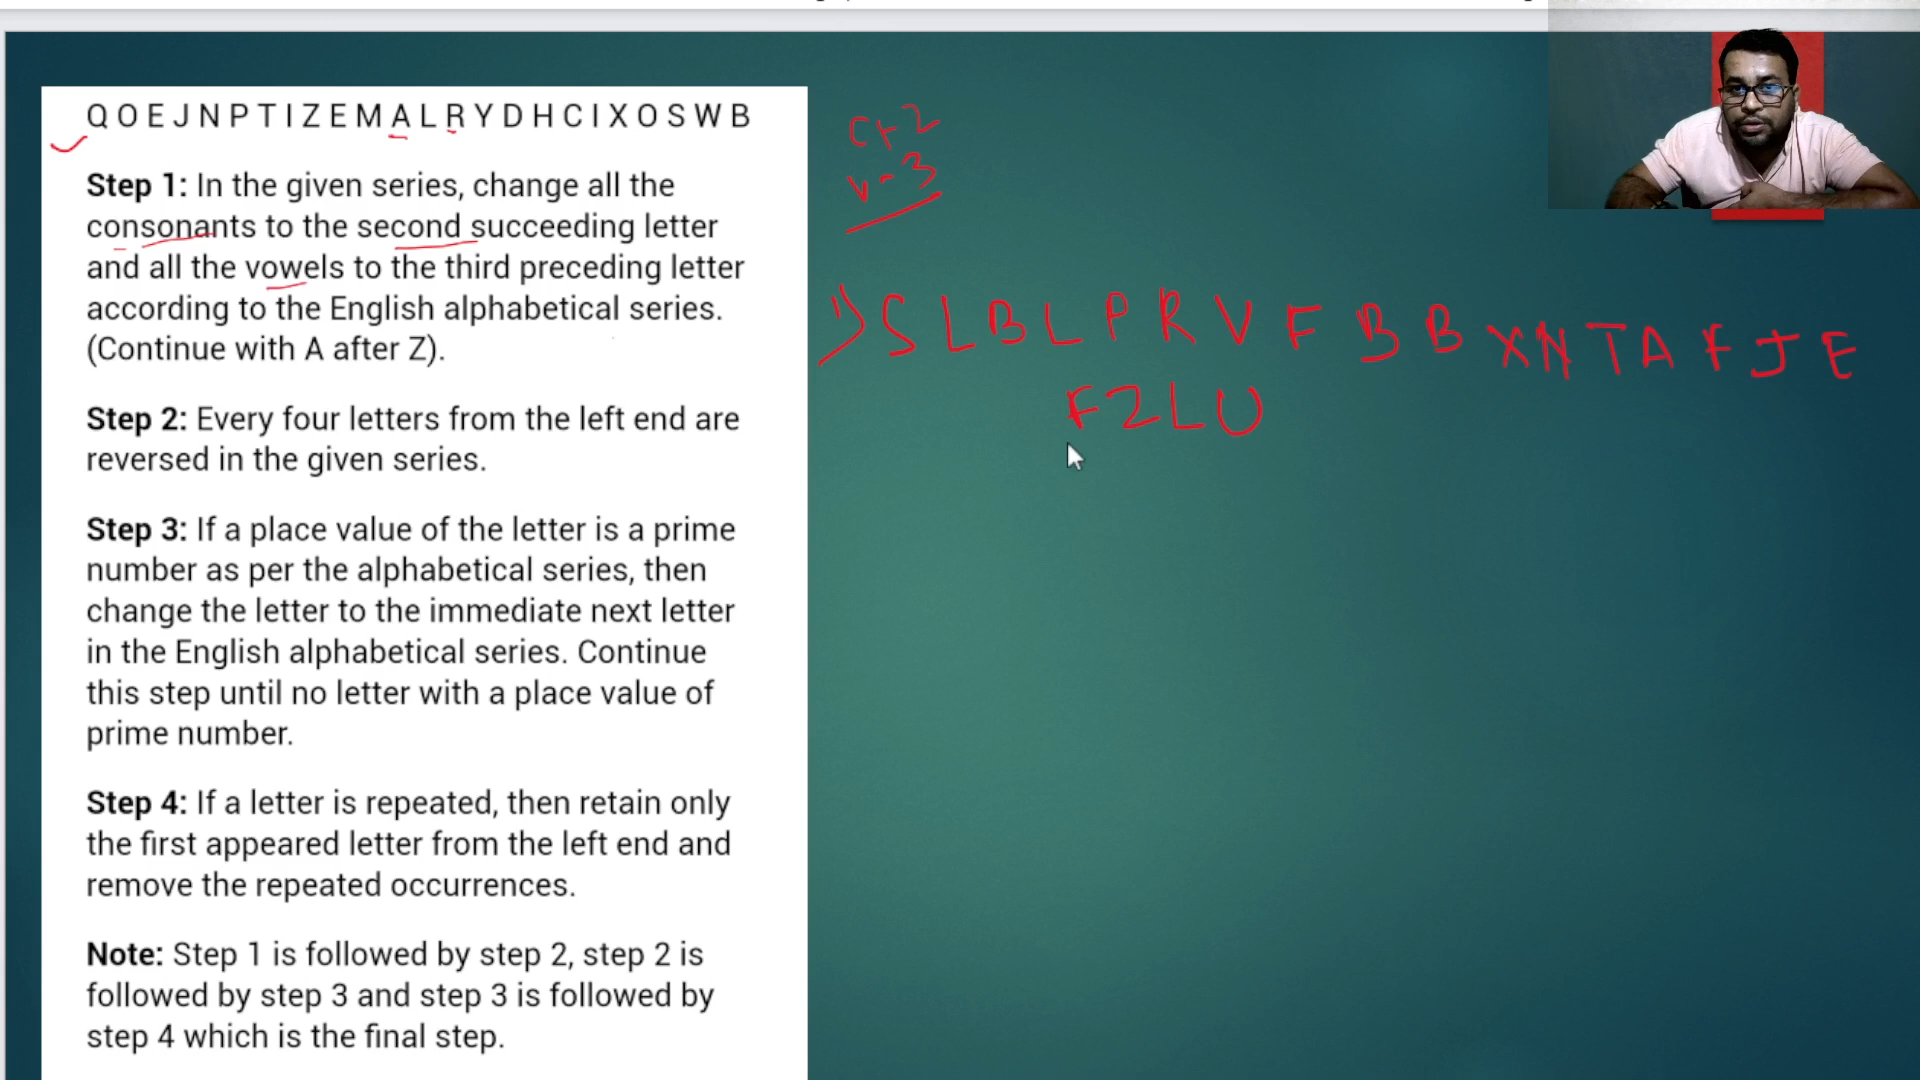 Q O E J N P T I Z E M A L R Y D H C I X O S W B
Step 1: In the given series, change all the
consonants to the second succeeding letter
and all the vowels to the third preceding letter
according to the English alphabetical series.
(Continue with A after Z).
Step 2: Every four letters from the left end are
reversed in the given series.
Step 3: If a place value of the letter is a prime
number as per the alphabetical series, then
change the letter to the immediate next letter
in the English alphabetical series. Continue
this step until no letter with a place value of
prime number.
Step 4: If a letter is repeated, then retain only
the first appeared letter from the left end and
remove the repeated occurrences.
Note: Step 1 is followed by step 2, step 2 is
followed by step 3 and step 3 is followed by
step 4 which is the final step.
C+2
V-3
1) S L B L P R V F B B X N T A F J E
F Z L U